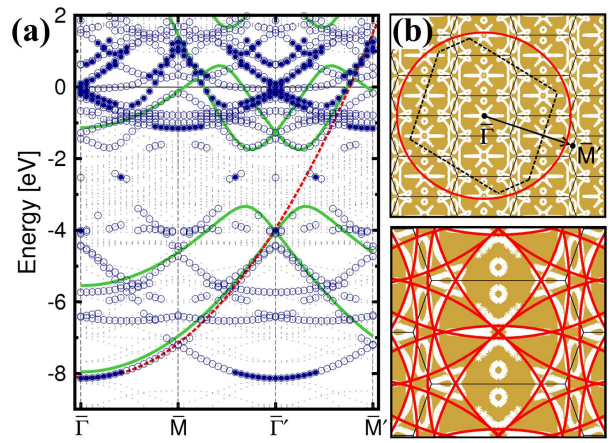 (a)
(b)
2
0
-2
-4
-6
-8
Energy [eV]
Γ̅
M̅
Γ̅′
M̅′
Γ̅
M̅′